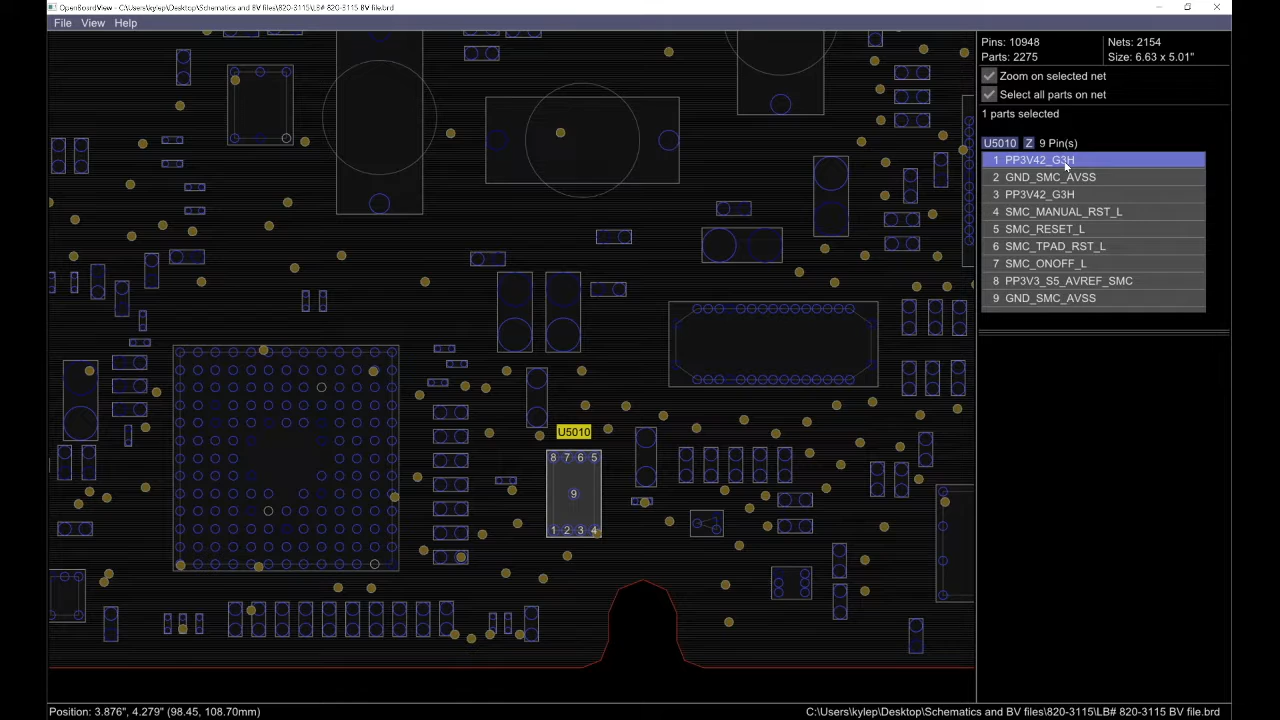 OpenBoardView - C:\Users\kylep\Desktop\Schematics and BV files\820-3115\LB# 820-3115 BV file.brd
File View Help
Pins: 10948
Nets: 2154
Parts: 2275
Size: 6.63 x 5.01"
Zoom on selected net
Select all parts on net
1 parts selected
U5010 Z 9 Pin(s)
1 PP3V42_G3H
2 GND_SMC_AVSS
3 PP3V42_G3H
4 SMC_MANUAL_RST_L
5 SMC_RESET_L
6 SMC_TPAD_RST_L
7 SMC_ONOFF_L
8 PP3V3_S5_AVREF_SMC
9 GND_SMC_AVSS
U5010
8 7 6 5
9
1 2 3 4
Position: 3.876", 4.279" (98.45, 108.70mm)
C:\Users\kylep\Desktop\Schematics and BV files\820-3115\LB# 820-3115 BV file.brd